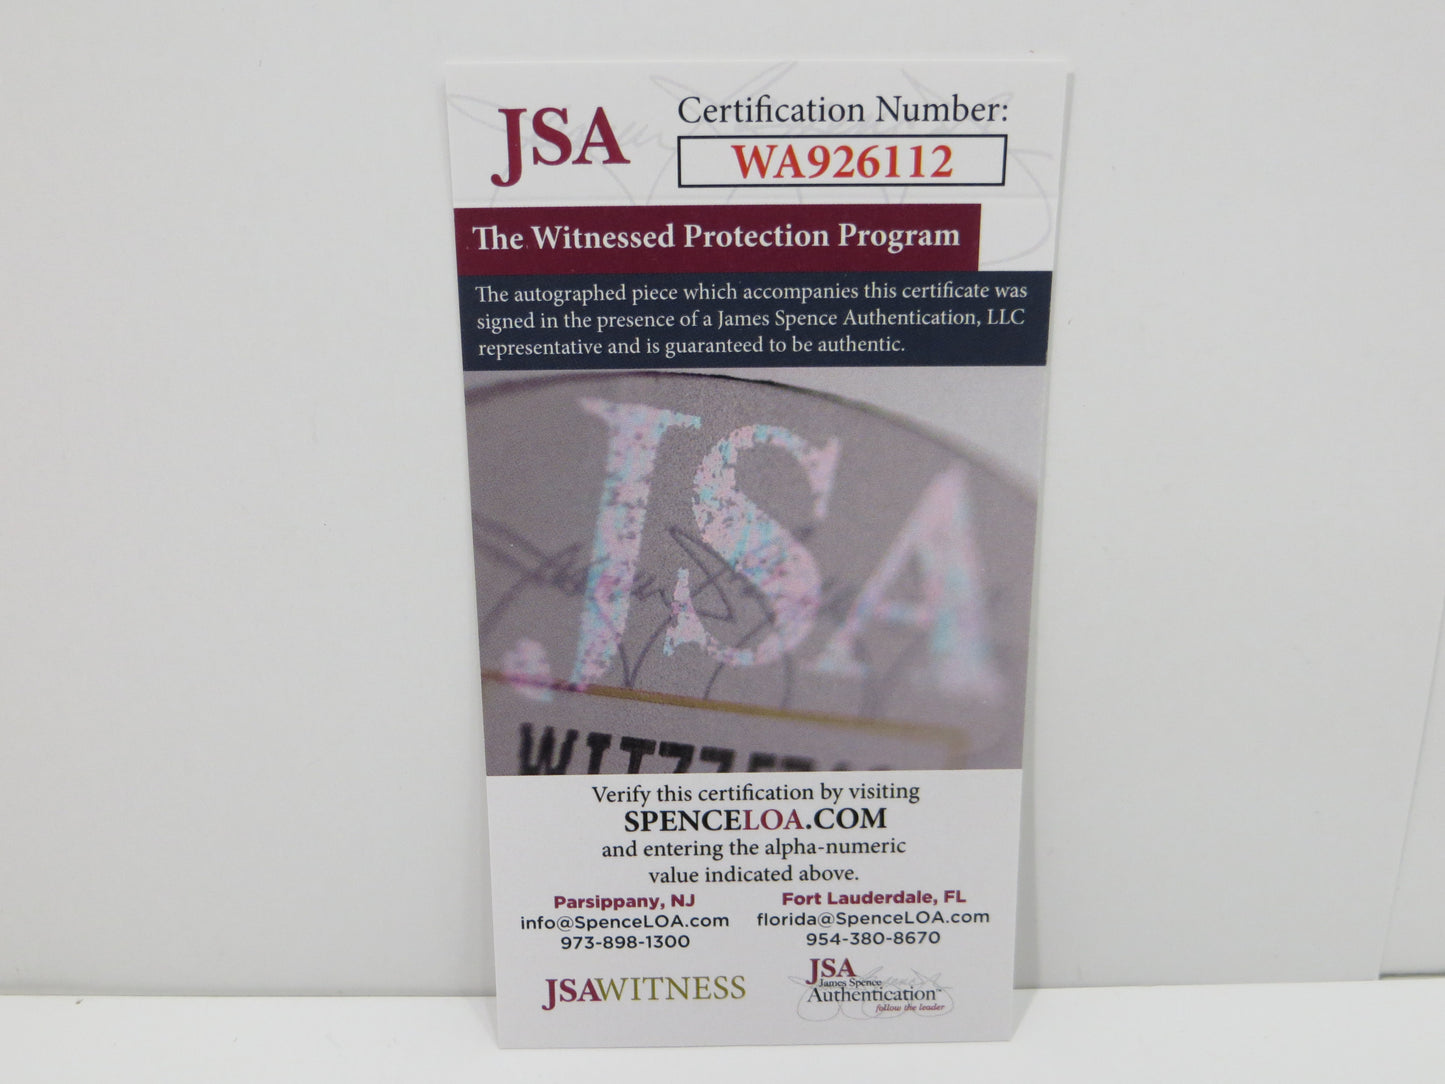 JSA
Certification Number:
WA926112
The Witnessed Protection Program
The autographed piece which accompanies this certificate was
signed in the presence of a James Spence Authentication, LLC
representative and is guaranteed to be authentic.
JSA
Verify this certification by visiting
SPENCELOA.COM
and entering the alpha-numeric
value indicated above.
Parsippany, NJ
info@SpenceLOA.com
973-898-1300
Fort Lauderdale, FL
florida@SpenceLOA.com
954-380-8670
JSAWITNESS
JSA
James Spence
Authentication™
follow the leader